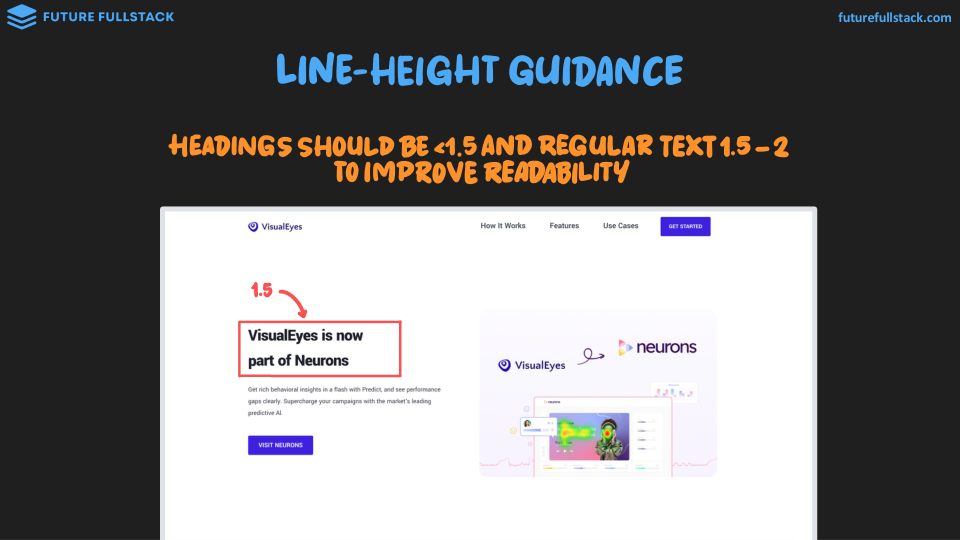 FUTURE FULLSTACK
futurefullstack.com
LINE-HEIGHT GUIDANCE
HEADINGS SHOULD BE <1.5 AND REGULAR TEXT 1.5 – 2
TO IMPROVE READABILITY
VisualEyes
How It Works
Features
Use Cases
GET STARTED
1.5
VisualEyes is now
part of Neurons
Get rich behavioral insights in a flash with Predict, and see performance
gaps clearly. Supercharge your campaigns with the market's leading
predictive AI.
VISIT NEURONS
VisualEyes
neurons
neurons